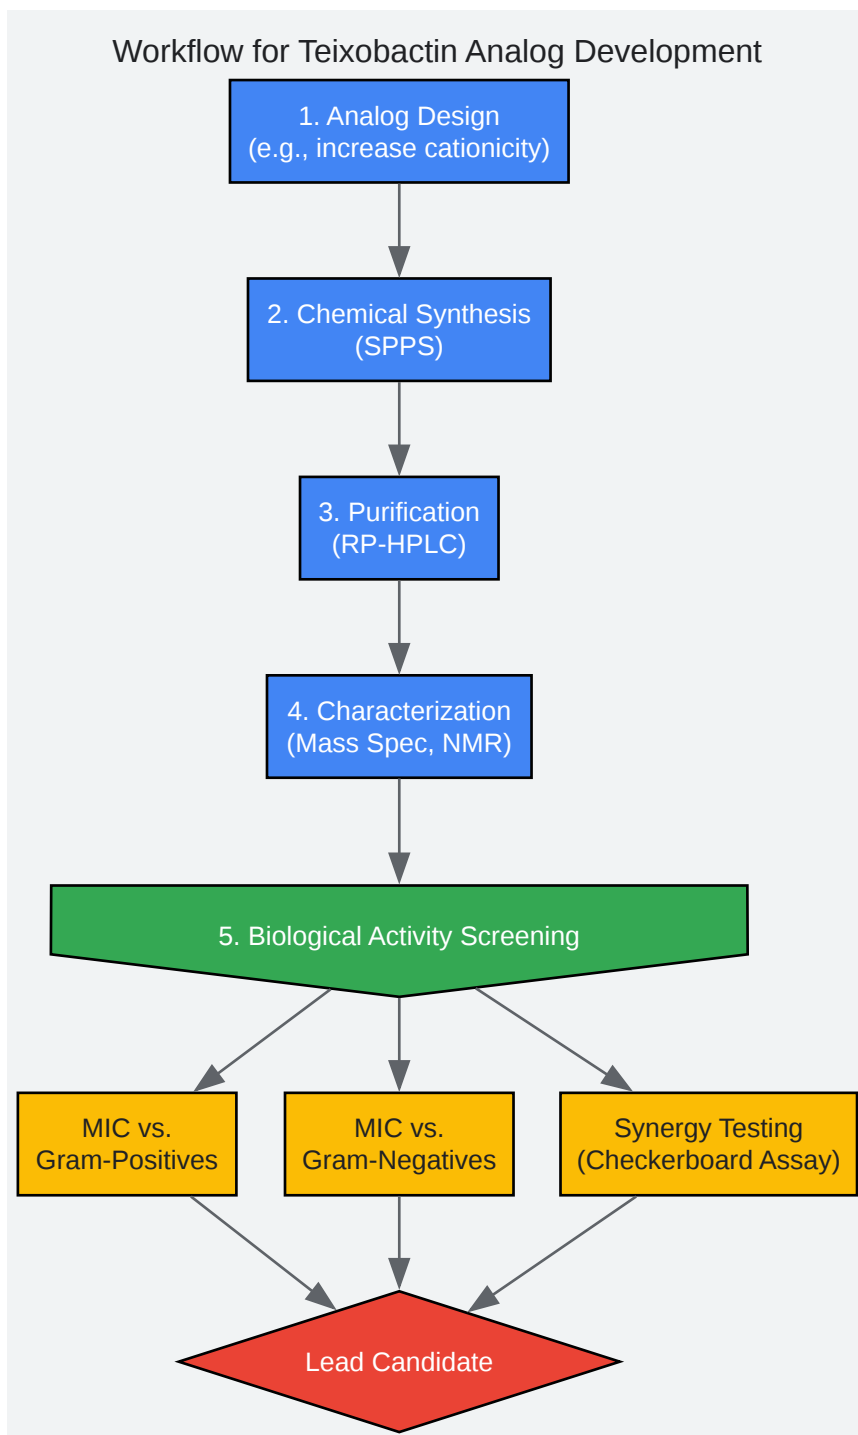 Workflow for Teixobactin Analog Development
1. Analog Design
(e.g., increase cationicity)
2. Chemical Synthesis
(SPPS)
3. Purification
(RP-HPLC)
4. Characterization
(Mass Spec, NMR)
5. Biological Activity Screening
MIC vs.
Gram-Positives
MIC vs.
Gram-Negatives
Synergy Testing
(Checkerboard Assay)
Lead Candidate